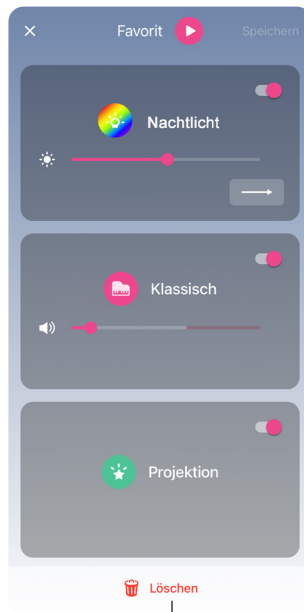 Favorit
Speichern
Nachtlicht
Klassisch
Projektion
Löschen